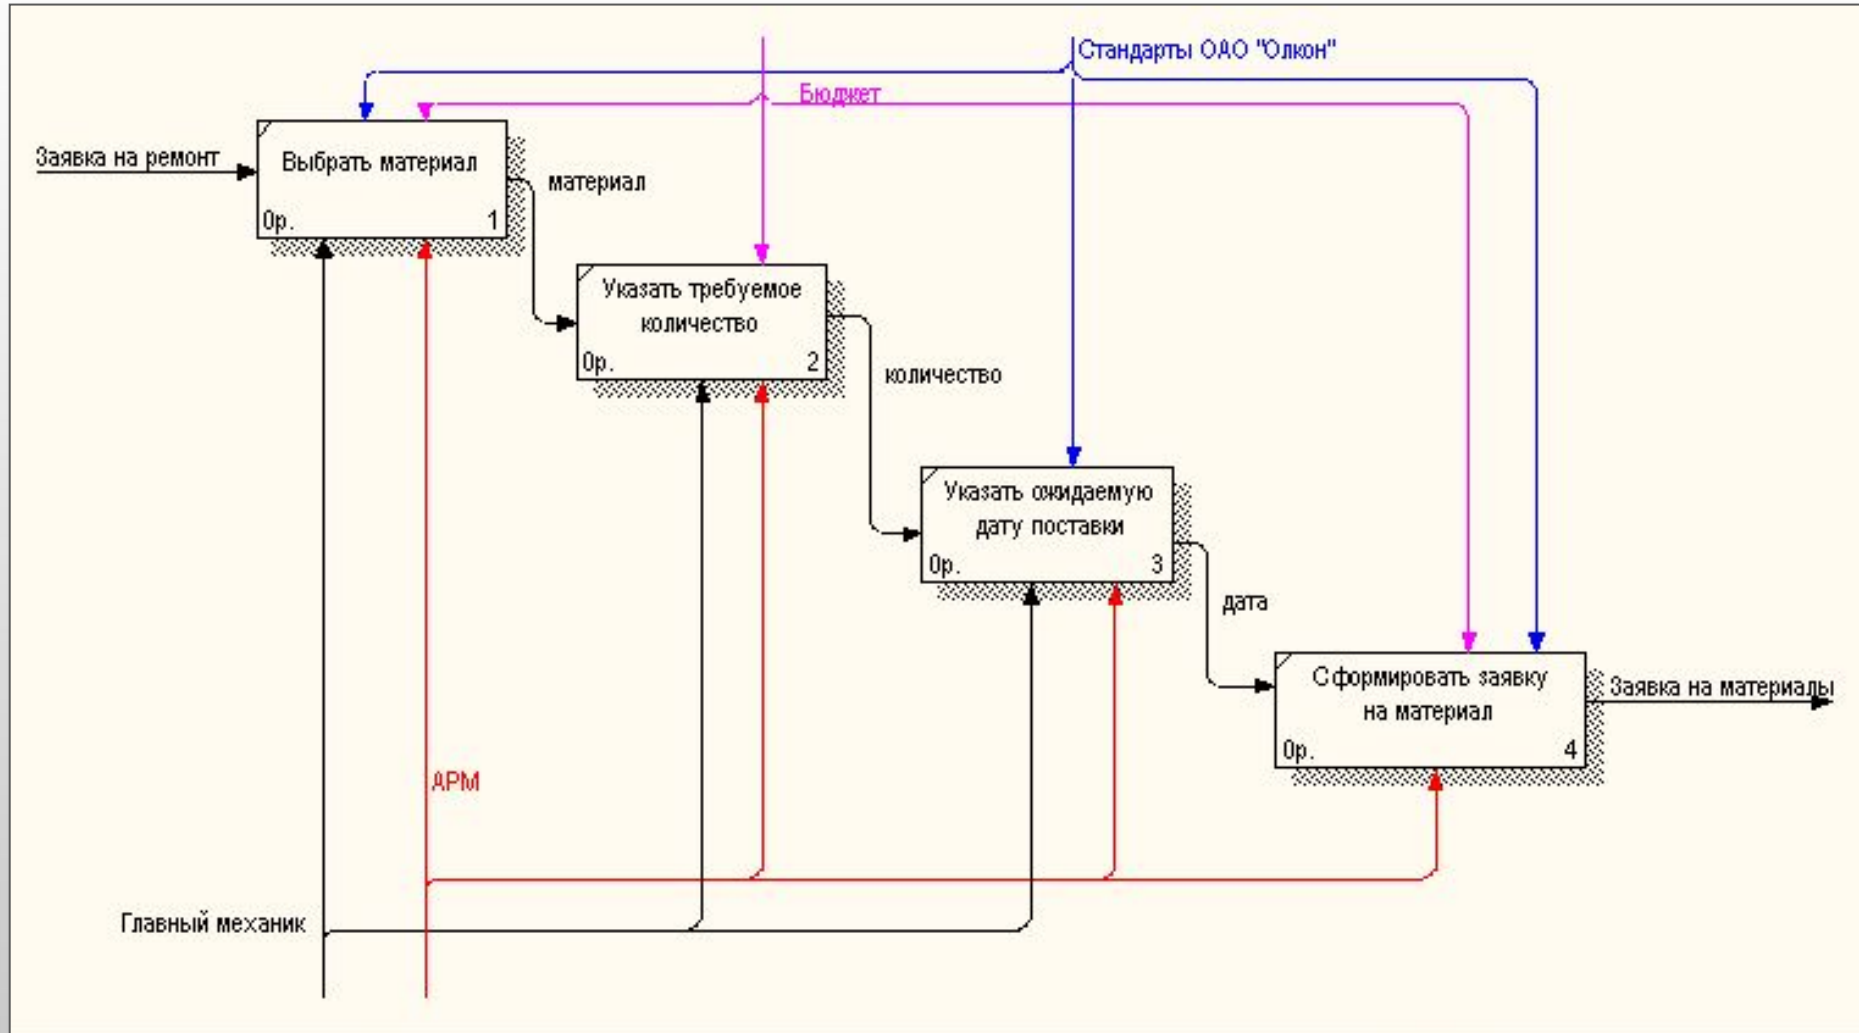 Стандарты ОАО "Олкон"
Бюджет
Заявка на ремонт
Выбрать материал
0р. 1
материал
Указать требуемое
количество
0р. 2
количество
Указать ожидаемую
дату поставки
0р. 3
дата
Сформировать заявку
на материал
0р. 4
Заявка на материалы
АРМ
Главный механик